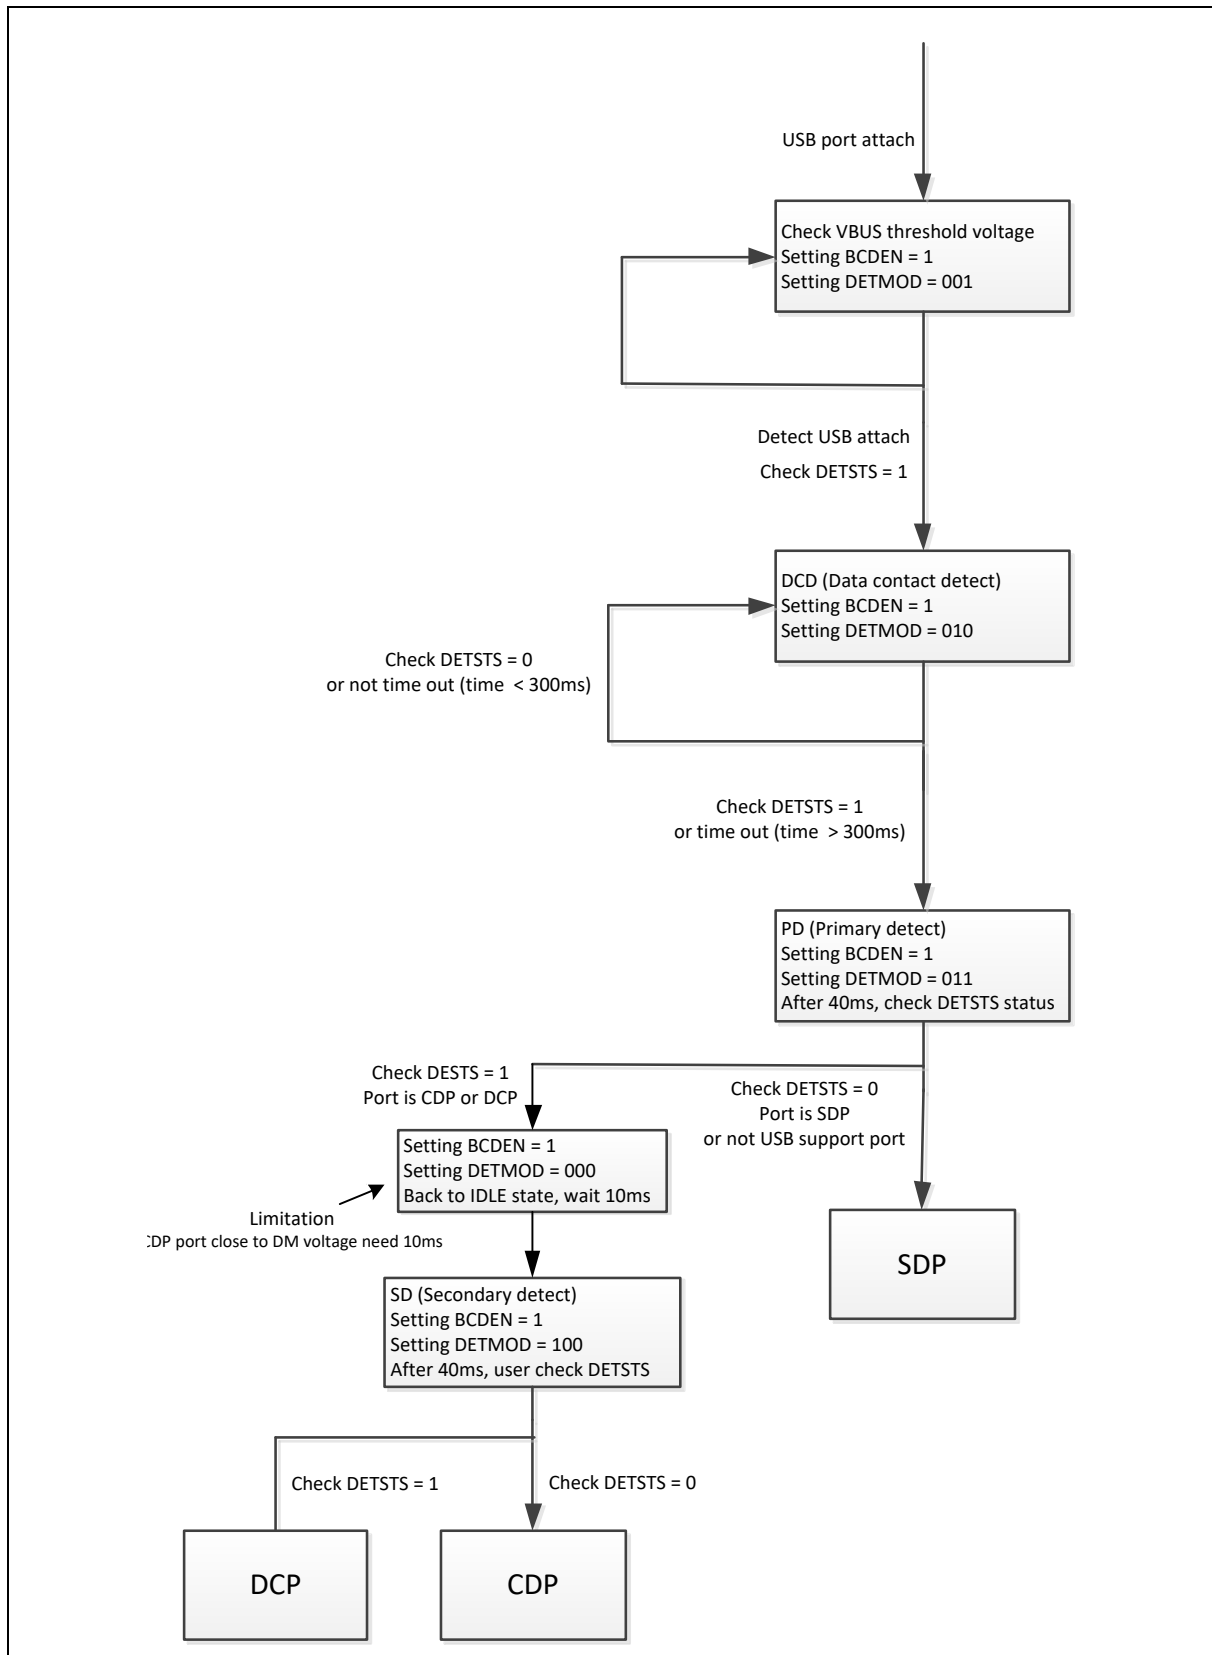 USB port attach
Check VBUS threshold voltage
Setting BCDEN = 1
Setting DETMOD = 001
Detect USB attach
Check DETSTS = 1
DCD (Data contact detect)
Setting BCDEN = 1
Setting DETMOD = 010
Check DETSTS = 0
or not time out (time < 300ms)
Check DETSTS = 1
or time out (time > 300ms)
PD (Primary detect)
Setting BCDEN = 1
Setting DETMOD = 011
After 40ms, check DETSTS status
Check DESTS = 1
Port is CDP or DCP
Check DETSTS = 0
Port is SDP
or not USB support port
Setting BCDEN = 1
Setting DETMOD = 000
Back to IDLE state, wait 10ms
Limitation
CDP port close to DM voltage need 10ms
SDP
SD (Secondary detect)
Setting BCDEN = 1
Setting DETMOD = 100
After 40ms, user check DETSTS
Check DETSTS = 1
Check DETSTS = 0
DCP
CDP